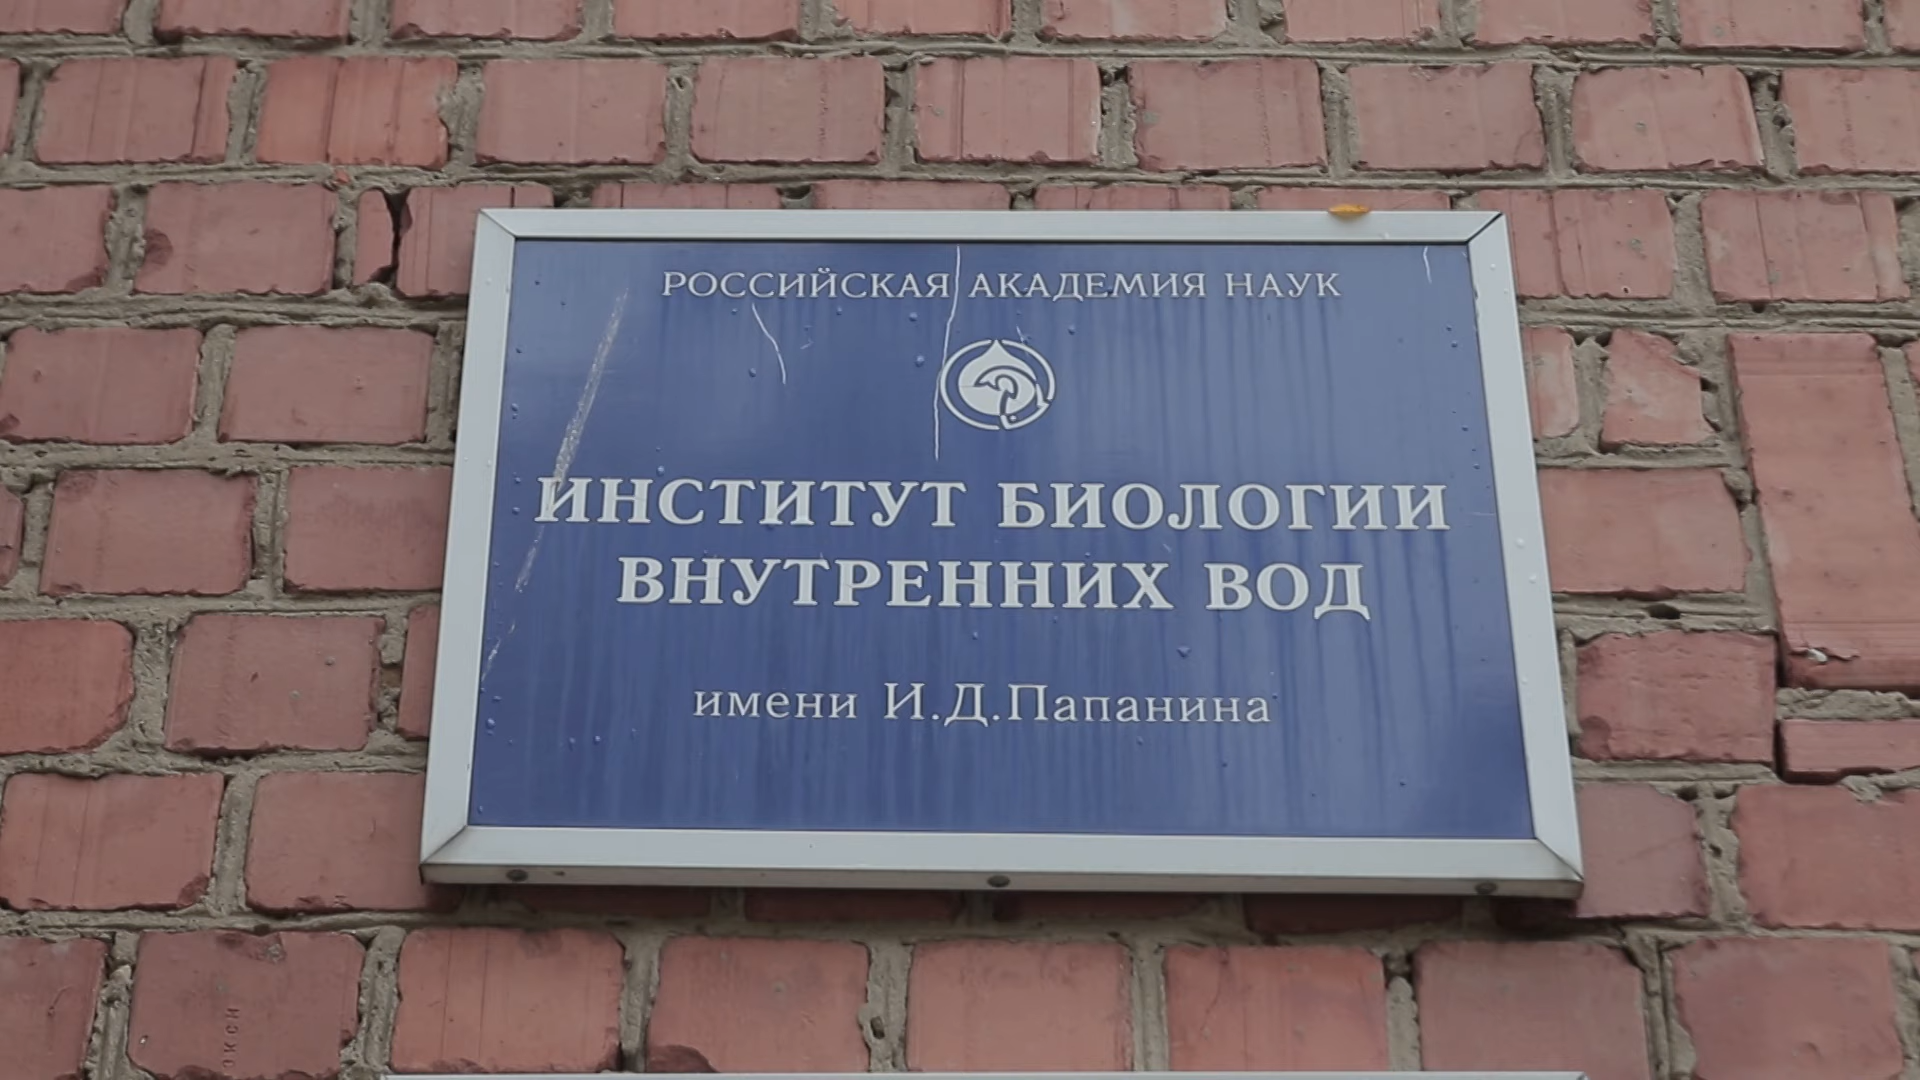 РОССИЙСКАЯ АКАДЕМИЯ НАУК
ИНСТИТУТ БИОЛОГИИ
ВНУТРЕННИХ ВОД
имени И.Д.Папанина